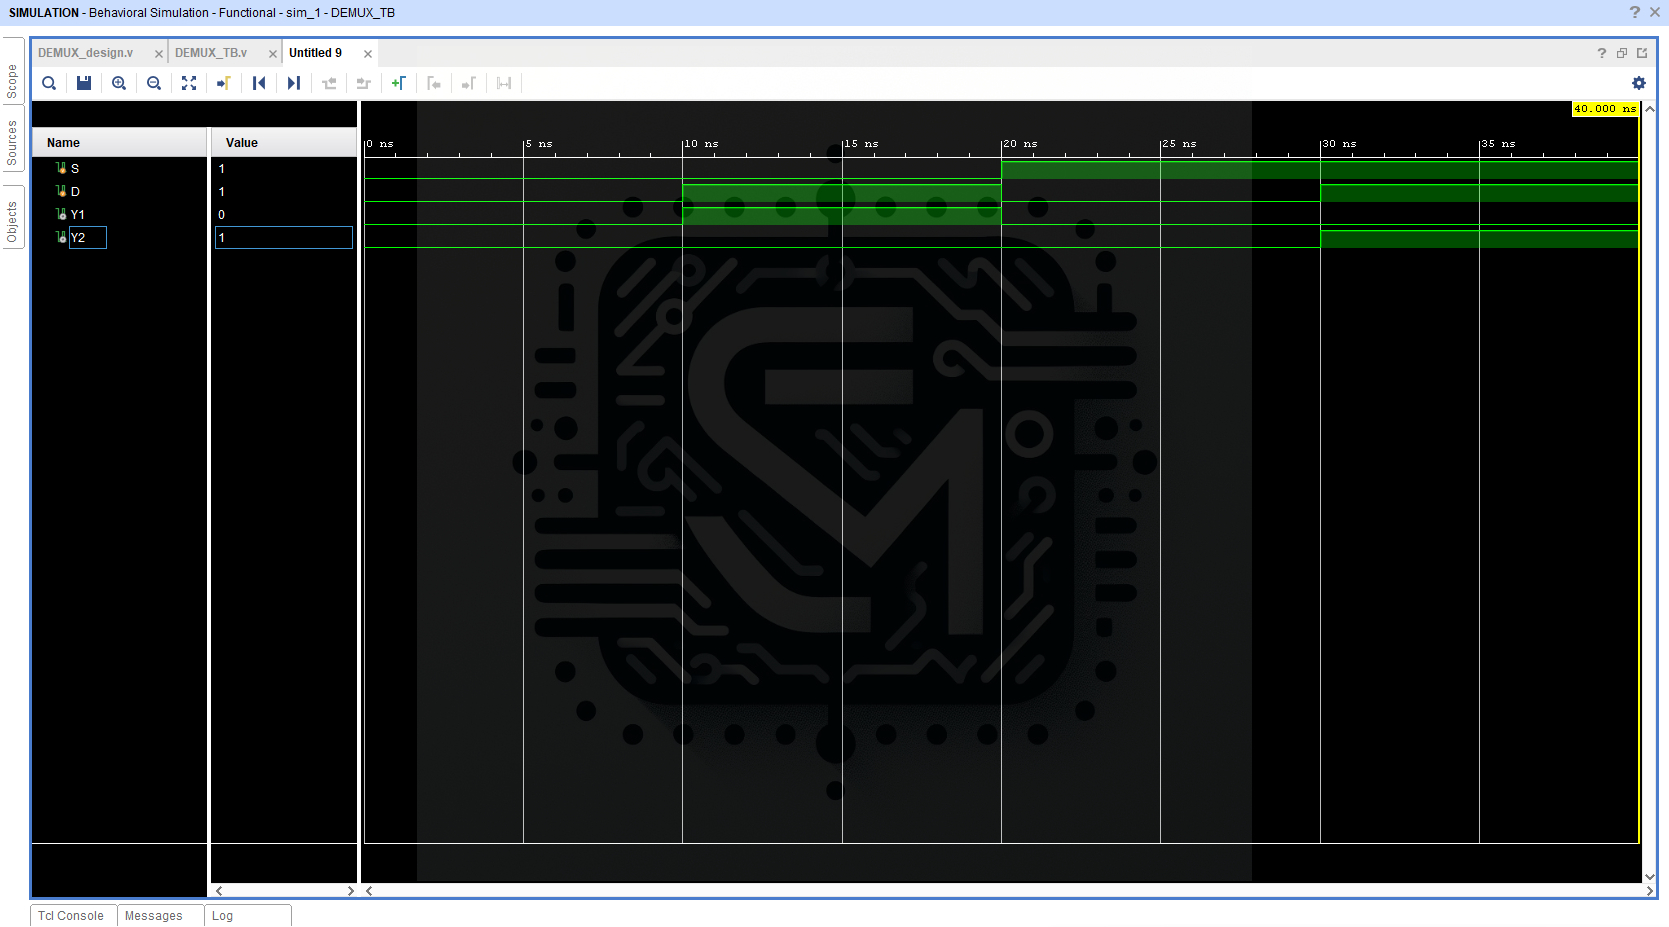 SIMULATION - Behavioral Simulation - Functional - sim_1 - DEMUX_TB
Scope
Sources
Objects
DEMUX_design.v
DEMUX_TB.v
Untitled 9
40.000 ns
Name
Value
0 ns
5 ns
10 ns
15 ns
20 ns
25 ns
30 ns
35 ns
S
1
D
1
Y1
0
Y2
1
Tcl Console
Messages
Log